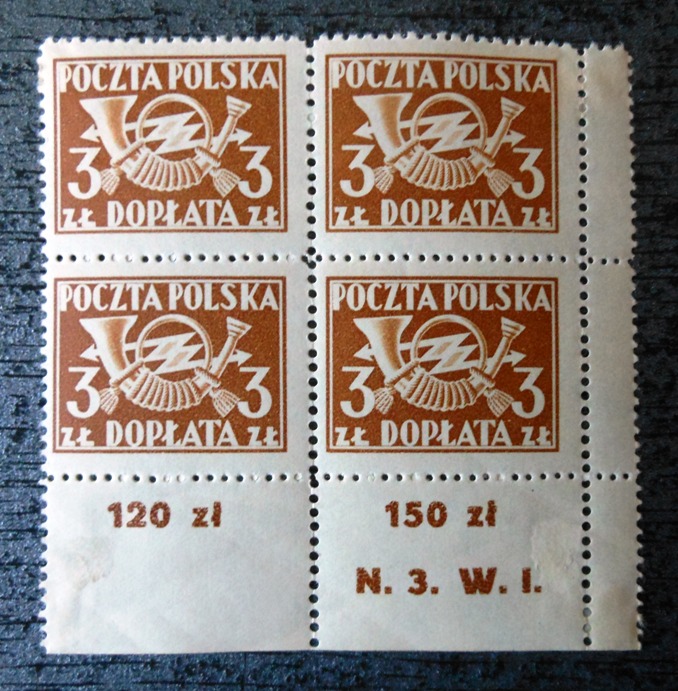 POCZTA POLSKA
3 3
ZŁ DOPŁATA ZŁ
POCZTA POLSKA
3 3
ZŁ DOPŁATA ZŁ
POCZTA POLSKA
3 3
ZŁ DOPŁATA ZŁ
POCZTA POLSKA
3 3
ZŁ DOPŁATA ZŁ
120 zł
150 zł
N. 3. W. I.